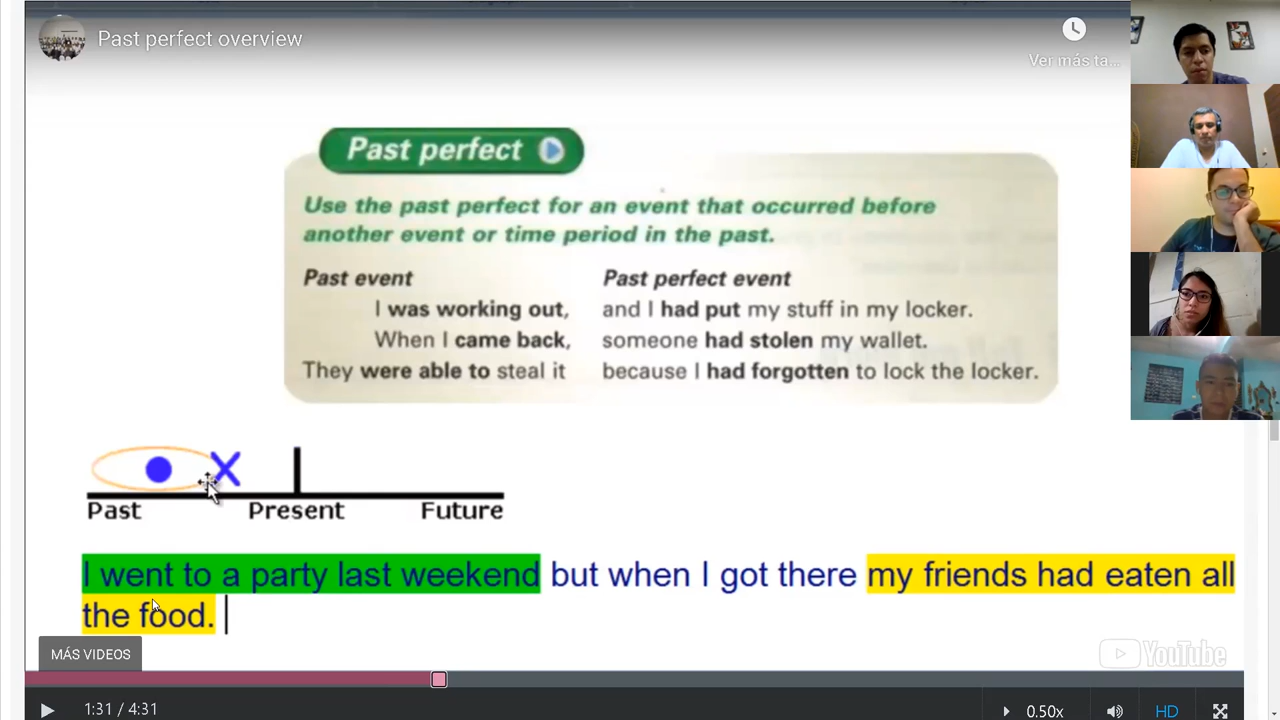 Past perfect overview
Ver más ta...
Past perfect
Use the past perfect for an event that occurred before
another event or time period in the past.
Past event Past perfect event
I was working out, and I had put my stuff in my locker.
When I came back, someone had stolen my wallet.
They were able to steal it because I had forgotten to lock the locker.
Past Present Future
I went to a party last weekend but when I got there my friends had eaten all
the food.
MÁS VIDEOS
YouTube
1:31 / 4:31
0.50x
HD